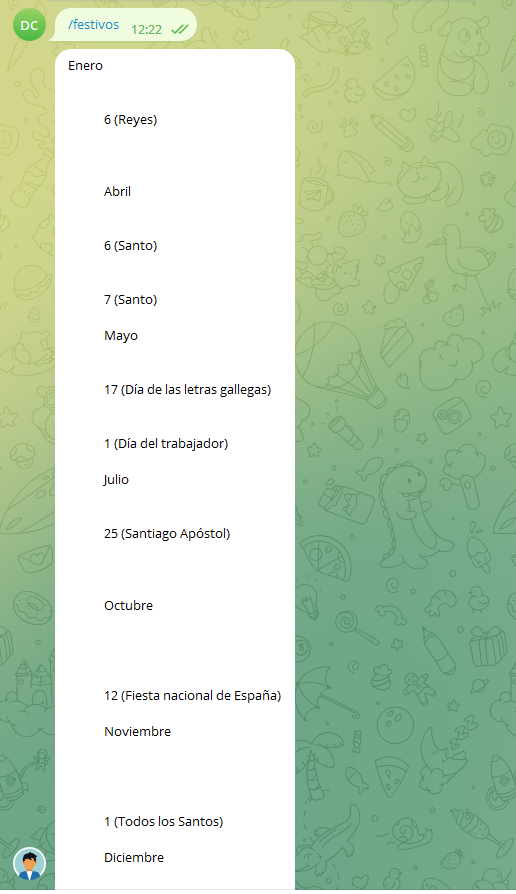 DC
/festivos 12:22
Enero
6 (Reyes)
Abril
6 (Santo)
7 (Santo)
Mayo
17 (Día de las letras gallegas)
1 (Día del trabajador)
Julio
25 (Santiago Apóstol)
Octubre
12 (Fiesta nacional de España)
Noviembre
1 (Todos los Santos)
Diciembre